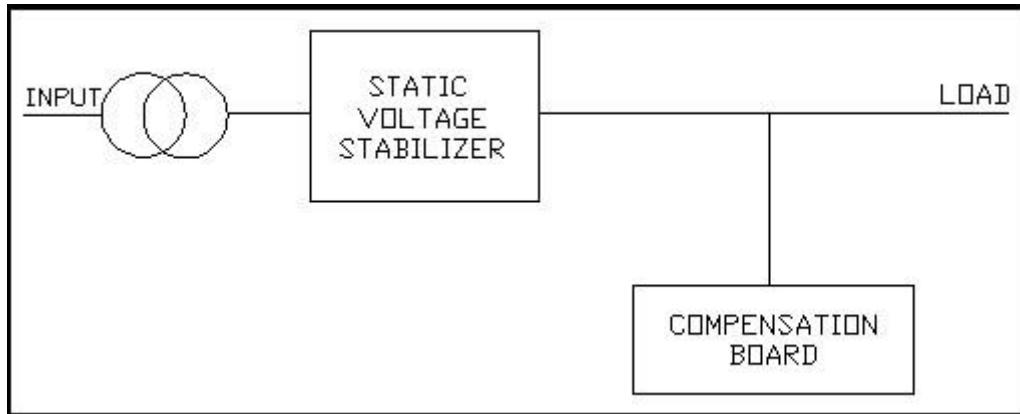 INPUT
STATIC
VOLTAGE
STABILIZER
LOAD
COMPENSATION
BOARD